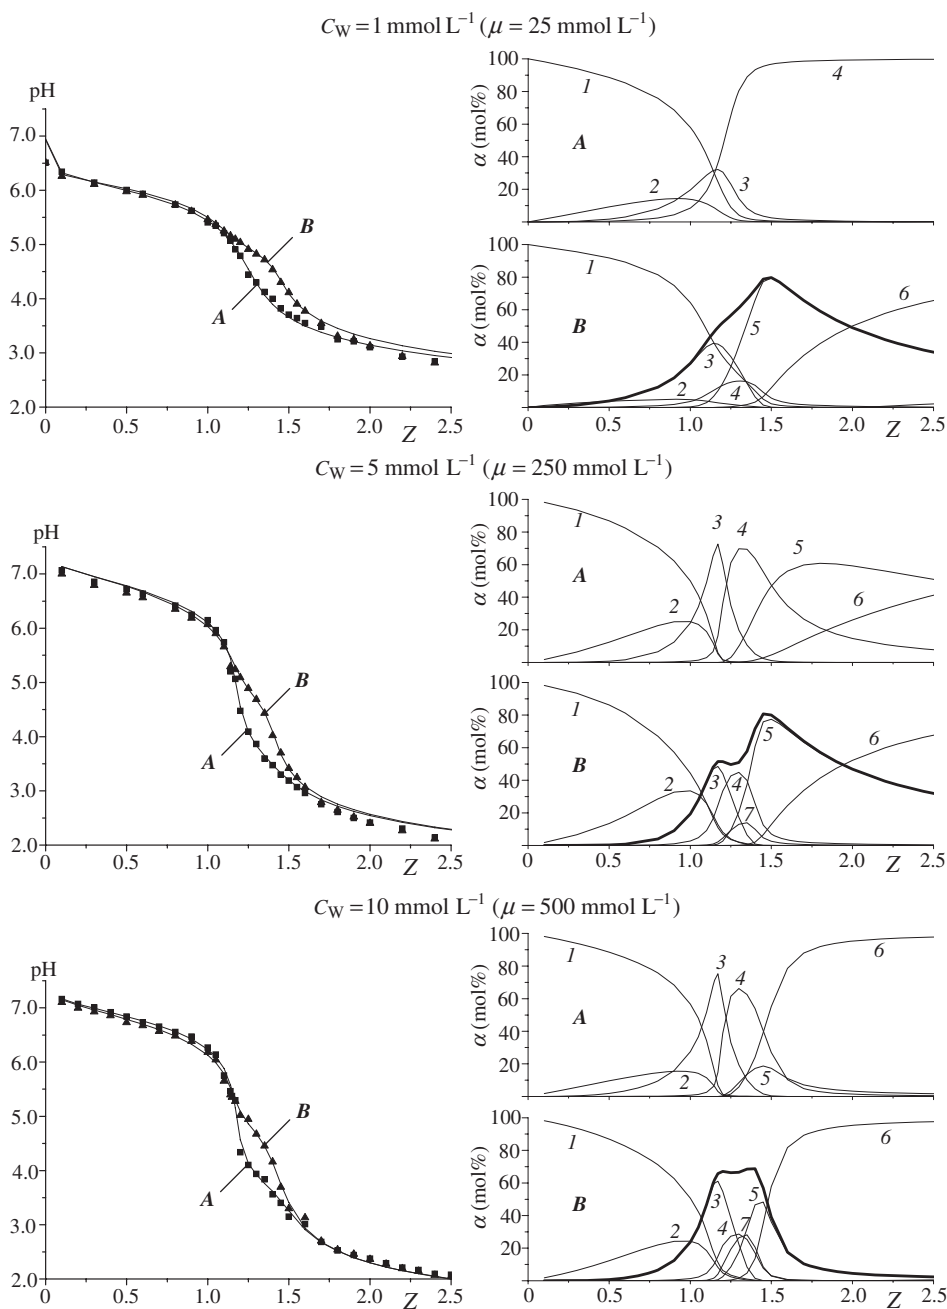 C_W = 1 mmol L⁻¹ (μ = 25 mmol L⁻¹)
pH
7.0
6.0
5.0
4.0
3.0
2.0
0 0.5 1.0 1.5 2.0 2.5
Z
B
A
α (mol%)
100
80
60
40
20
1
A
2
3
4
α (mol%)
100
80
60
40
20
1
B
2
3
4
5
6
0 0.5 1.0 1.5 2.0 Z 2.5
C_W = 5 mmol L⁻¹ (μ = 250 mmol L⁻¹)
pH
7.0
6.0
5.0
4.0
3.0
2.0
0 0.5 1.0 1.5 2.0 2.5
Z
B
A
α (mol%)
100
80
60
40
20
1
A
2
3
4
5
6
α (mol%)
100
80
60
40
20
1
B
2
3
4
7
5
6
0 0.5 1.0 1.5 2.0 Z 2.5
C_W = 10 mmol L⁻¹ (μ = 500 mmol L⁻¹)
pH
7.0
6.0
5.0
4.0
3.0
2.0
0 0.5 1.0 1.5 2.0 2.5
Z
B
A
α (mol%)
100
80
60
40
20
1
A
2
3
4
5
6
α (mol%)
100
80
60
40
20
1
B
2
3
4
7
5
6
0 0.5 1.0 1.5 2.0 Z 2.5